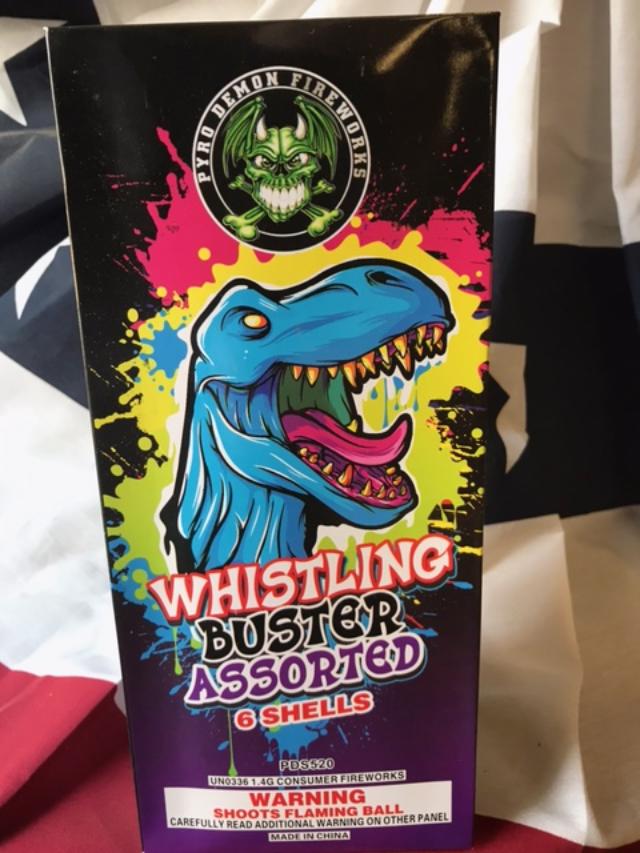 PYRO DEMON FIREWORKS
WHISTLING
BUSTER
ASSORTED
6 SHELLS
PDS520
UN0336 1.4G CONSUMER FIREWORKS
WARNING
SHOOTS FLAMING BALL
CAREFULLY READ ADDITIONAL WARNING ON OTHER PANEL
MADE IN CHINA